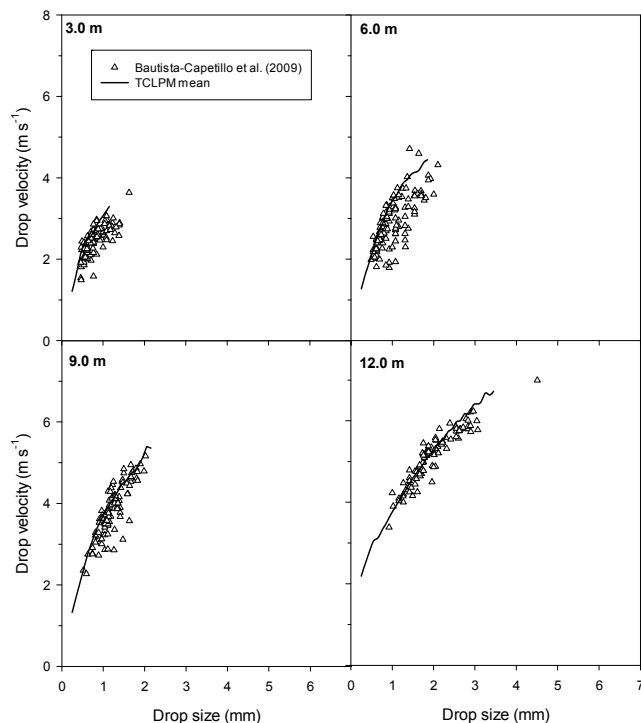 3.0 m
6.0 m
Bautista-Capetillo et al. (2009)
TCLPM mean
Drop velocity (m s⁻¹)
8
6
4
2
0
9.0 m
12.0 m
Drop velocity (m s⁻¹)
6
4
2
0
0 1 2 3 4 5 6
0 1 2 3 4 5 6 7
Drop size (mm)
Drop size (mm)